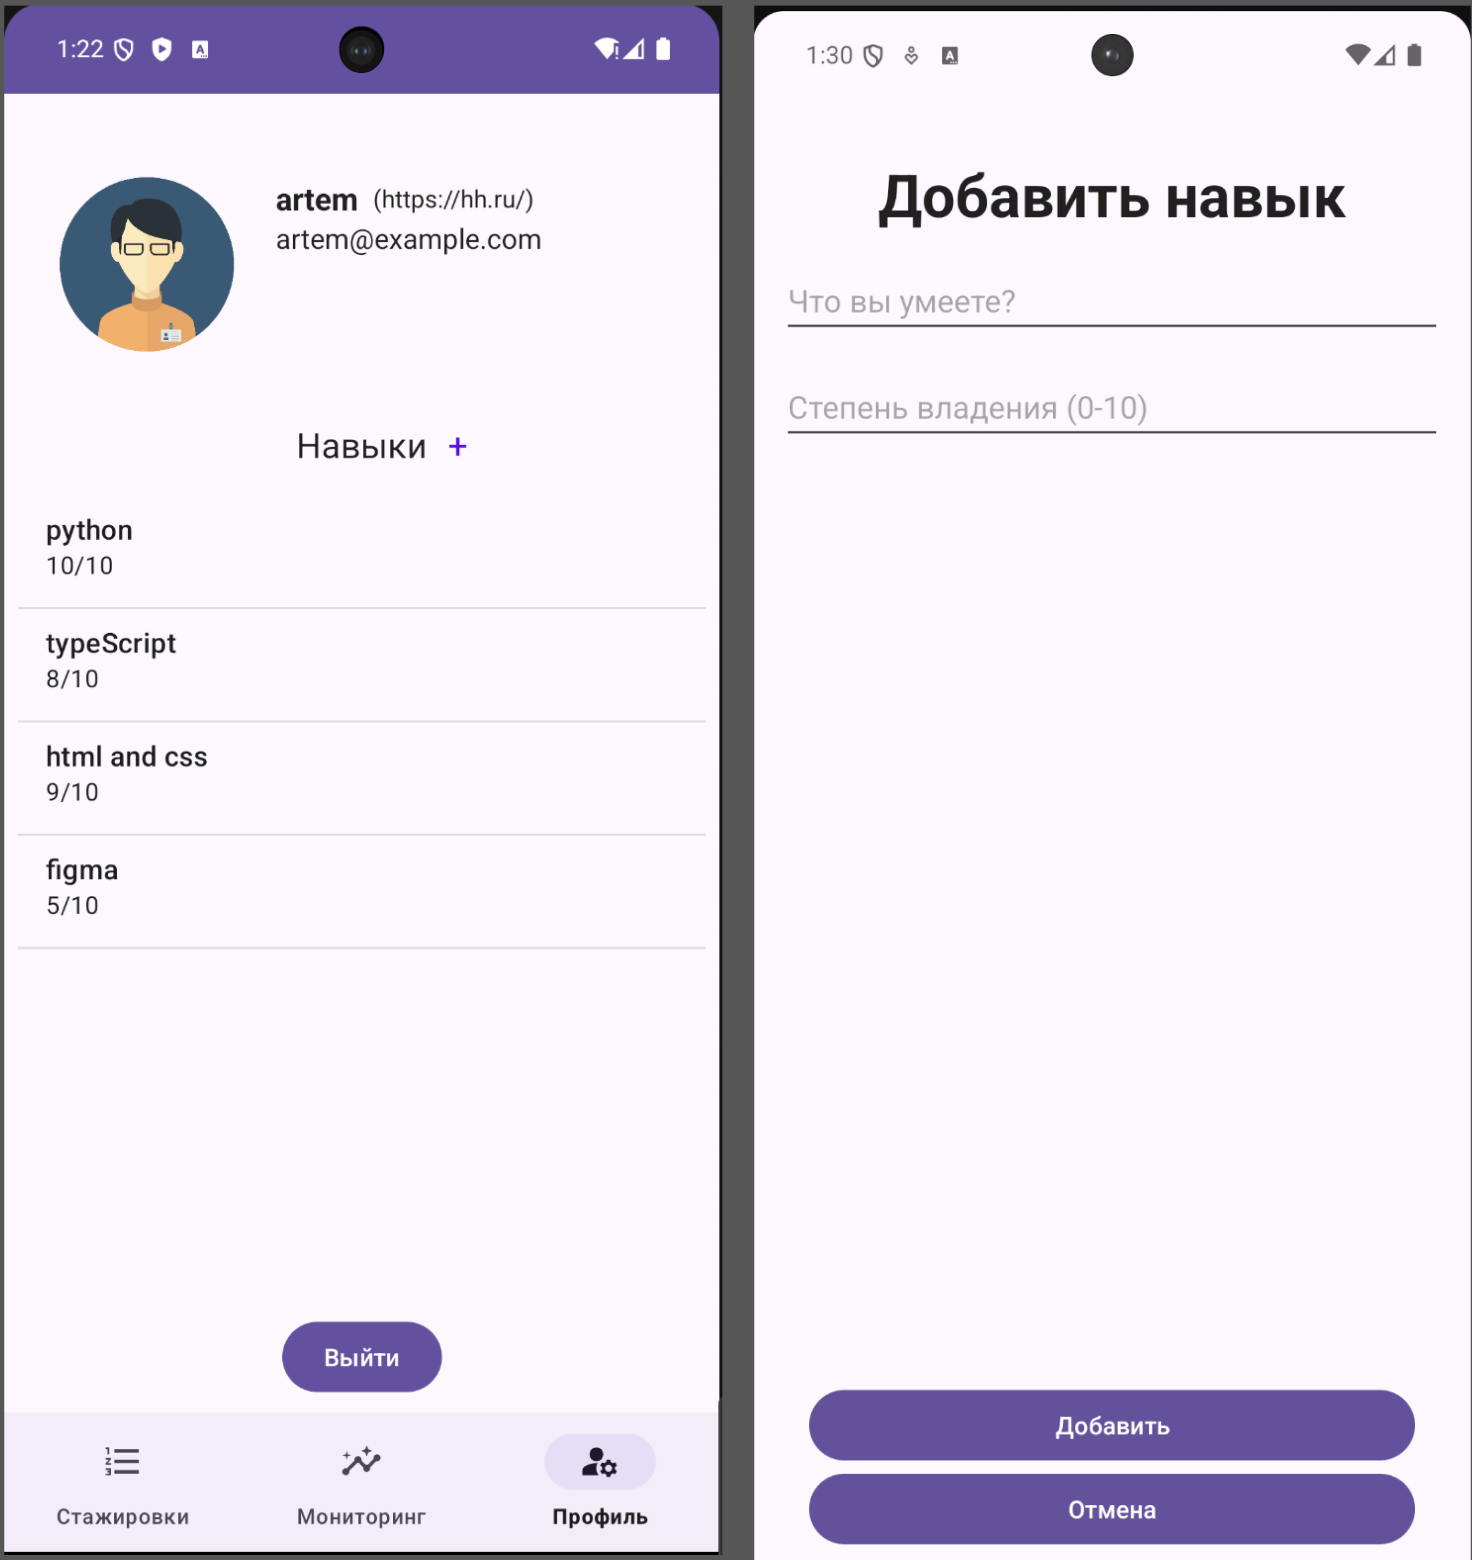 1:22
artem (https://hh.ru/)
artem@example.com
Навыки +
python
10/10
typeScript
8/10
html and css
9/10
figma
5/10
Выйти
Стажировки Мониторинг Профиль
1:30
Добавить навык
Что вы умеете?
Степень владения (0-10)
Добавить
Отмена